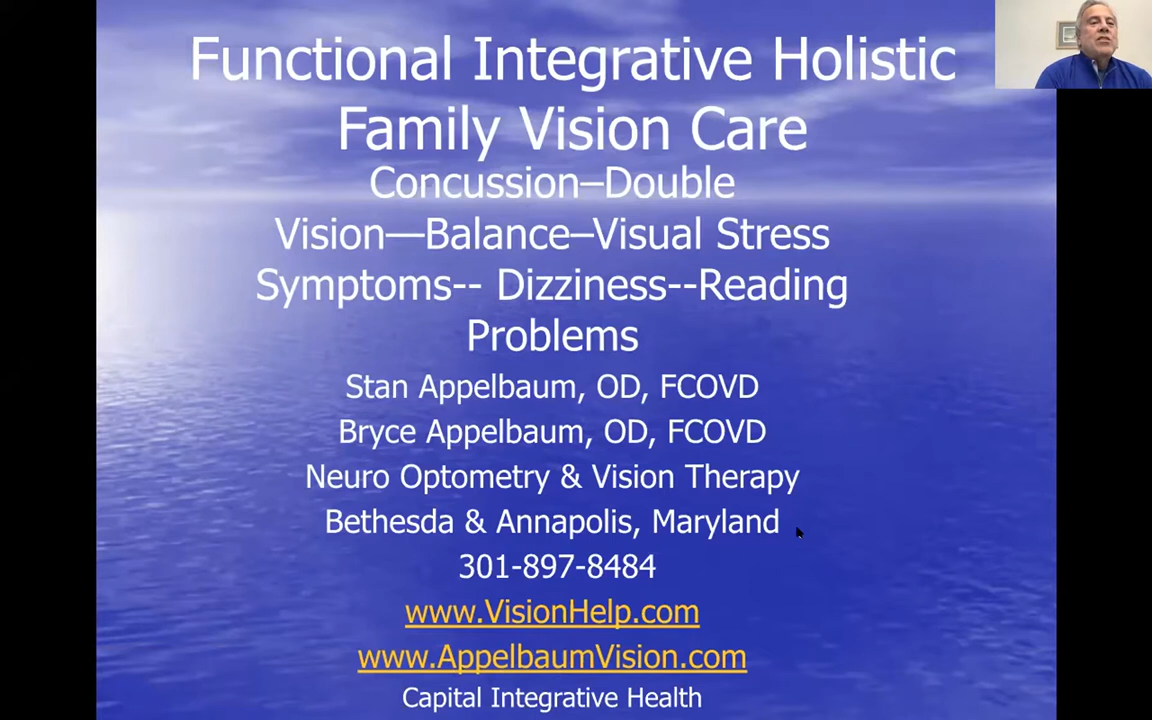 Functional Integrative Holistic
Family Vision Care
Concussion–Double
Vision—Balance–Visual Stress
Symptoms-- Dizziness--Reading
Problems
Stan Appelbaum, OD, FCOVD
Bryce Appelbaum, OD, FCOVD
Neuro Optometry & Vision Therapy
Bethesda & Annapolis, Maryland
301-897-8484
www.VisionHelp.com
www.AppelbaumVision.com
Capital Integrative Health